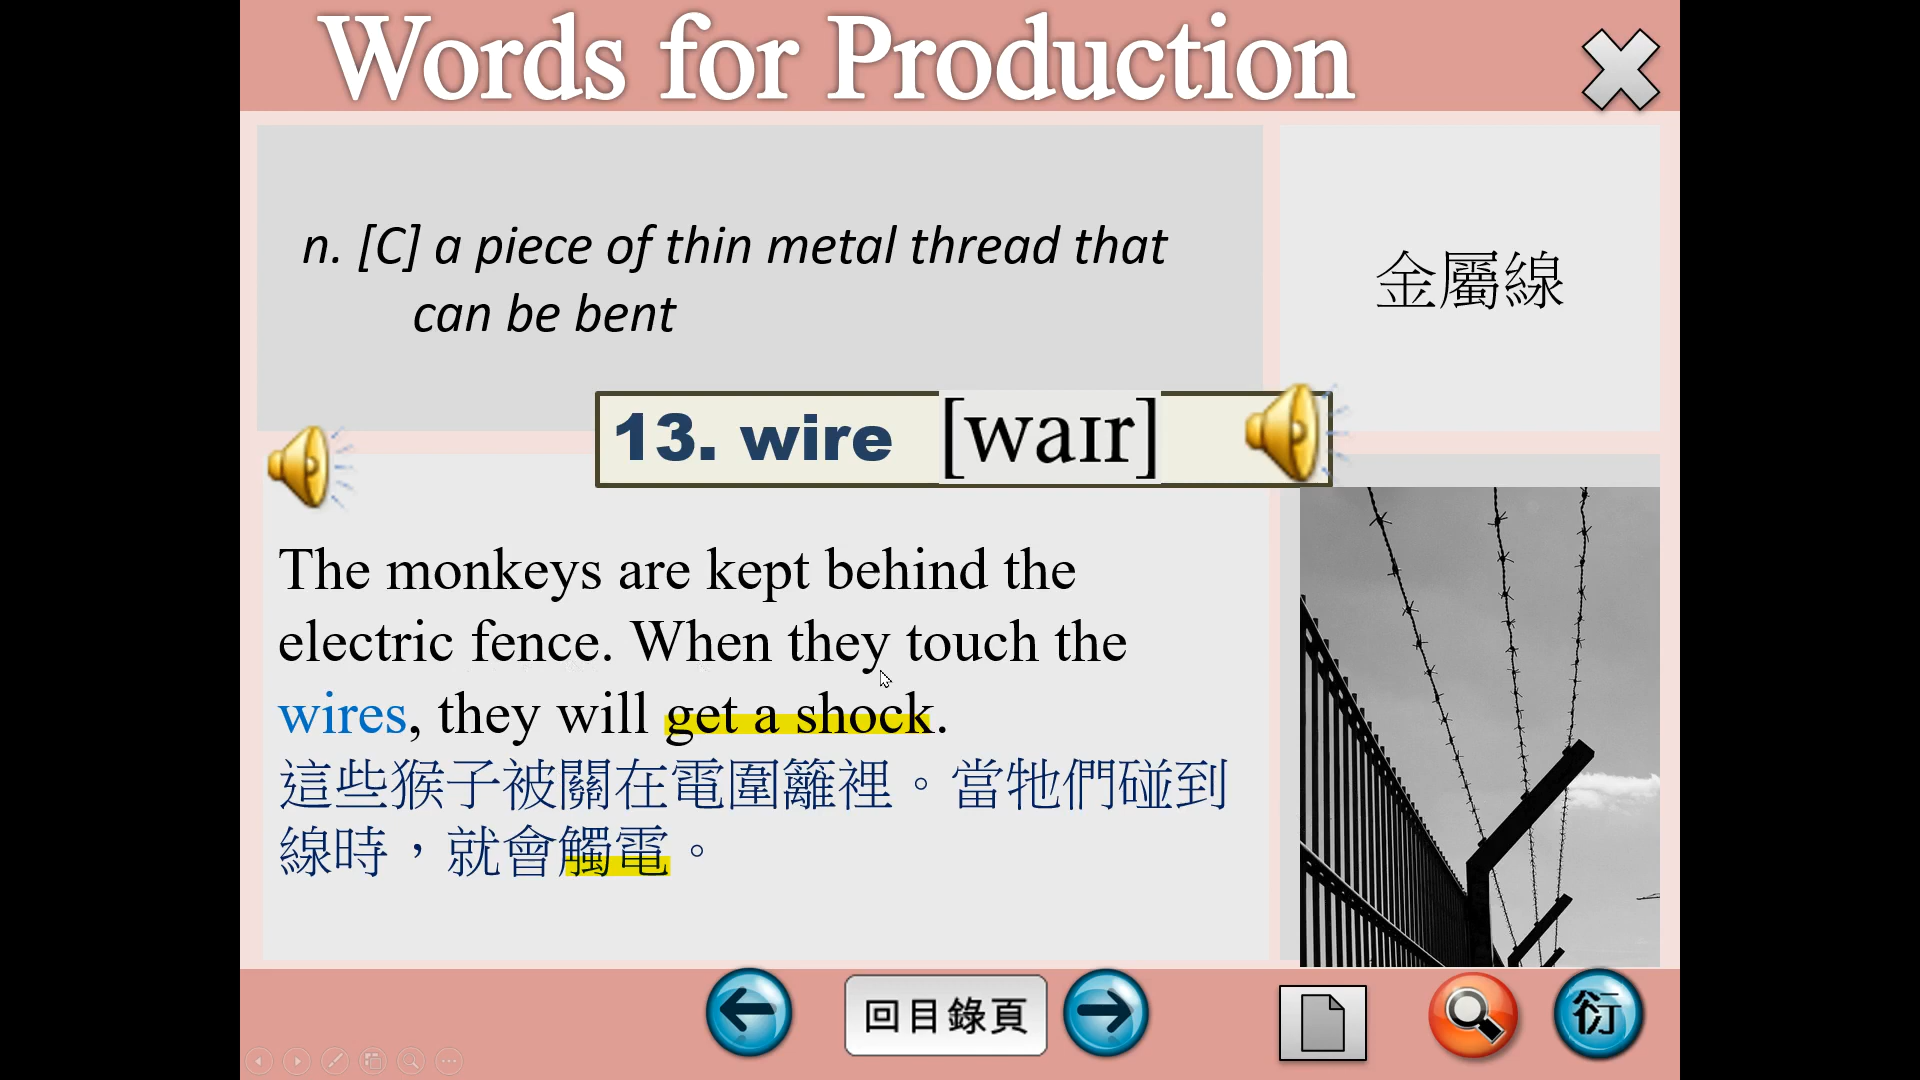 Words for Production
n. [C] a piece of thin metal thread that
can be bent
金屬線
13. wire [waɪr]
The monkeys are kept behind the
electric fence. When they touch the
wires, they will get a shock.
這些猴子被關在電圍籬裡。當牠們碰到
線時，就會觸電。
回目錄頁
衍